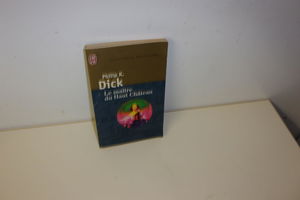 Philip K.
Dick
Le maître
du Haut Château